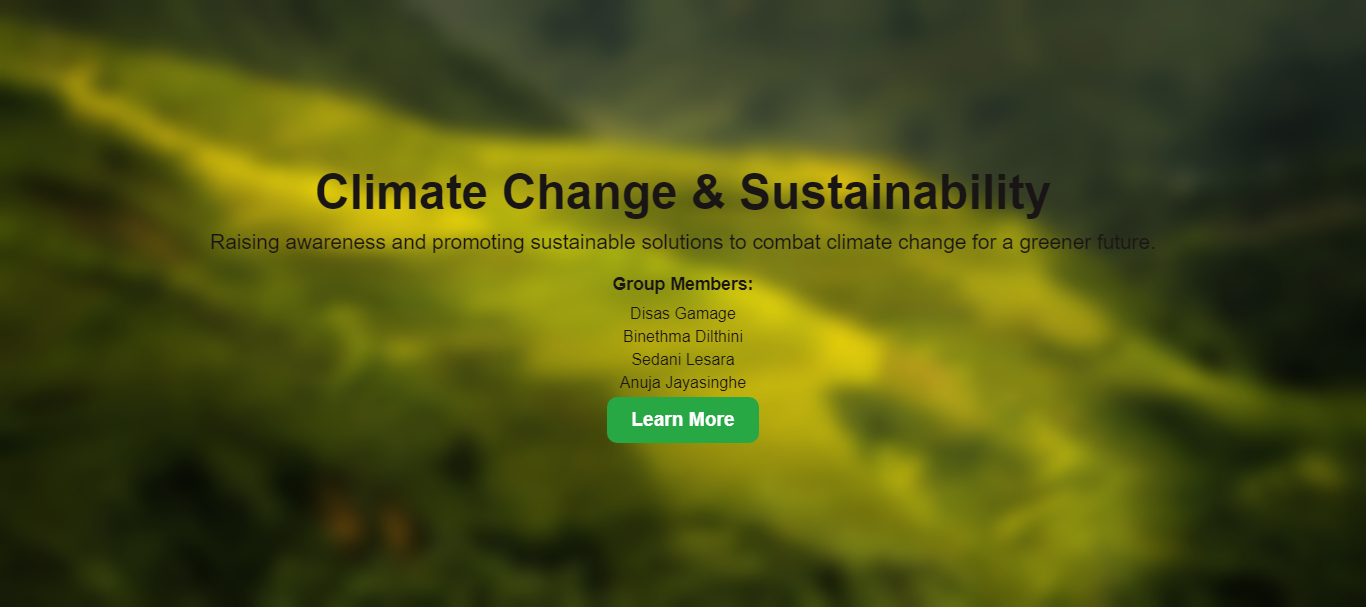 Climate Change & Sustainability
Raising awareness and promoting sustainable solutions to combat climate change for a greener future.
Group Members:
Disas Gamage
Binethma Dilthini
Sedani Lesara
Anuja Jayasinghe
Learn More